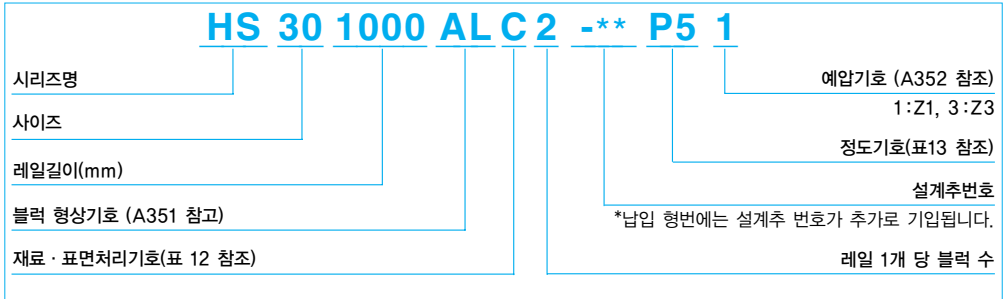 HS 30 1000 AL C 2 -** P5 1
시리즈명
사이즈
레일길이(mm)
블럭 형상기호 (A351 참고)
재료 · 표면처리기호(표 12 참조)
예압기호 (A352 참조)
1:Z1, 3:Z3
정도기호(표13 참조)
설계추번호
*납입 형번에는 설계추 번호가 추가로 기입됩니다.
레일 1개 당 블럭 수